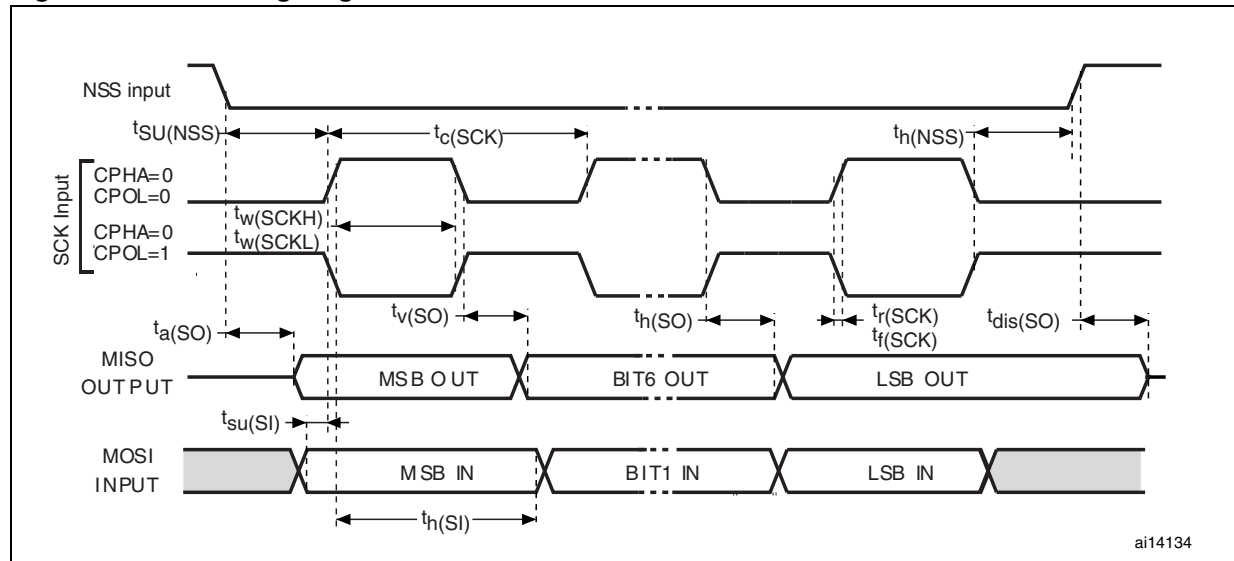 NSS input
tSU(NSS)
tc(SCK)
th(NSS)
SCK Input
CPHA=0
CPOL=0
tw(SCKH)
CPHA=0
tw(SCKL)
CPOL=1
tv(SO)
th(SO)
tr(SCK)
tf(SCK)
tdis(SO)
ta(SO)
MISO
OUTPUT
MSB OUT
BIT6 OUT
LSB OUT
tsu(SI)
MOSI
INPUT
MSB IN
BIT1 IN
LSB IN
th(SI)
ai14134